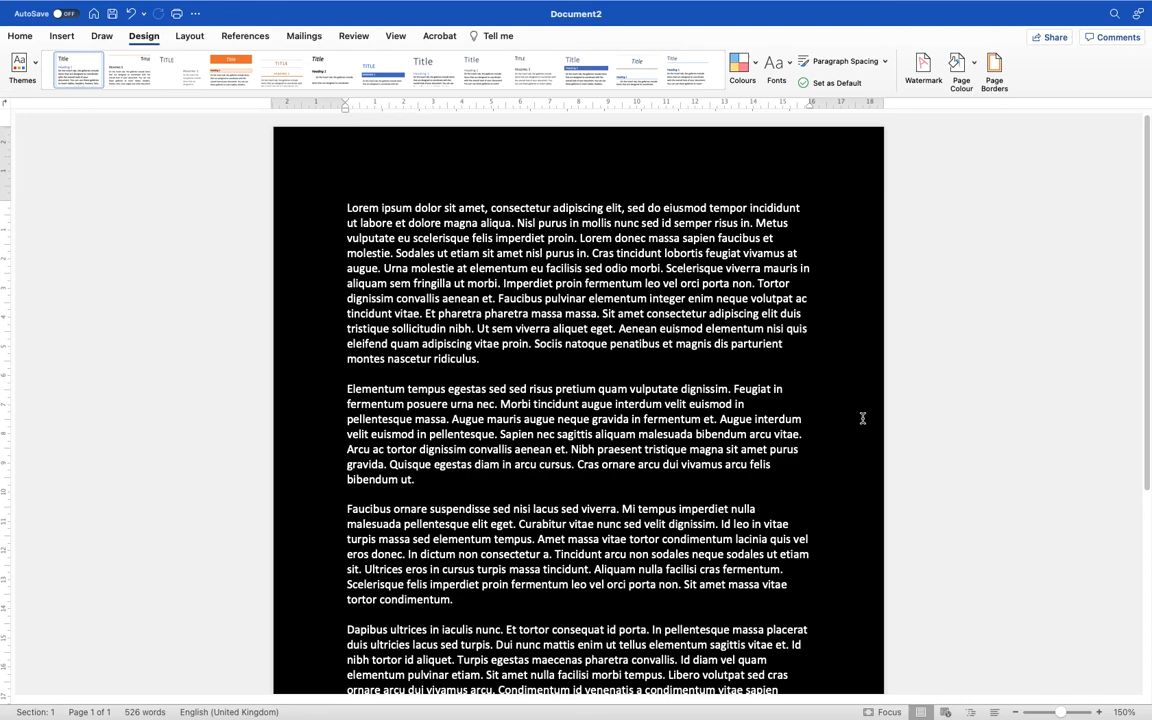 AutoSave OFF Document2
Home Insert Draw Design Layout References Mailings Review View Acrobat Tell me Share Comments
Themes Colours Fonts Paragraph Spacing Set as Default Watermark Page Colour Page Borders
Lorem ipsum dolor sit amet, consectetur adipiscing elit, sed do eiusmod tempor incididunt
ut labore et dolore magna aliqua. Nisl purus in mollis nunc sed id semper risus in. Metus
vulputate eu scelerisque felis imperdiet proin. Lorem donec massa sapien faucibus et
molestie. Sodales ut etiam sit amet nisl purus in. Cras tincidunt lobortis feugiat vivamus at
augue. Urna molestie at elementum eu facilisis sed odio morbi. Scelerisque viverra mauris in
aliquam sem fringilla ut morbi. Imperdiet proin fermentum leo vel orci porta non. Tortor
dignissim convallis aenean et. Faucibus pulvinar elementum integer enim neque volutpat ac
tincidunt vitae. Et pharetra pharetra massa massa. Sit amet consectetur adipiscing elit duis
tristique sollicitudin nibh. Ut sem viverra aliquet eget. Aenean euismod elementum nisi quis
eleifend quam adipiscing vitae proin. Sociis natoque penatibus et magnis dis parturient
montes nascetur ridiculus.
Elementum tempus egestas sed sed risus pretium quam vulputate dignissim. Feugiat in
fermentum posuere urna nec. Morbi tincidunt augue interdum velit euismod in
pellentesque massa. Augue mauris augue neque gravida in fermentum et. Augue interdum
velit euismod in pellentesque. Sapien nec sagittis aliquam malesuada bibendum arcu vitae.
Arcu ac tortor dignissim convallis aenean et. Nibh praesent tristique magna sit amet purus
gravida. Quisque egestas diam in arcu cursus. Cras ornare arcu dui vivamus arcu felis
bibendum ut.
Faucibus ornare suspendisse sed nisi lacus sed viverra. Mi tempus imperdiet nulla
malesuada pellentesque elit eget. Curabitur vitae nunc sed velit dignissim. Id leo in vitae
turpis massa sed elementum tempus. Amet massa vitae tortor condimentum lacinia quis vel
eros donec. In dictum non consectetur a. Tincidunt arcu non sodales neque sodales ut etiam
sit. Ultrices eros in cursus turpis massa tincidunt. Aliquam nulla facilisi cras fermentum.
Scelerisque felis imperdiet proin fermentum leo vel orci porta non. Sit amet massa vitae
tortor condimentum.
Dapibus ultrices in iaculis nunc. Et tortor consequat id porta. In pellentesque massa placerat
duis ultricies lacus sed turpis. Dui nunc mattis enim ut tellus elementum sagittis vitae et. Id
nibh tortor id aliquet. Turpis egestas maecenas pharetra convallis. Id diam vel quam
elementum pulvinar etiam. Sit amet nulla facilisi morbi tempus. Libero volutpat sed cras
ornare arcu dui vivamus arcu. Condimentum id venenatis a condimentum vitae sapien
Section: 1 Page 1 of 1 526 words English (United Kingdom) Focus 150%